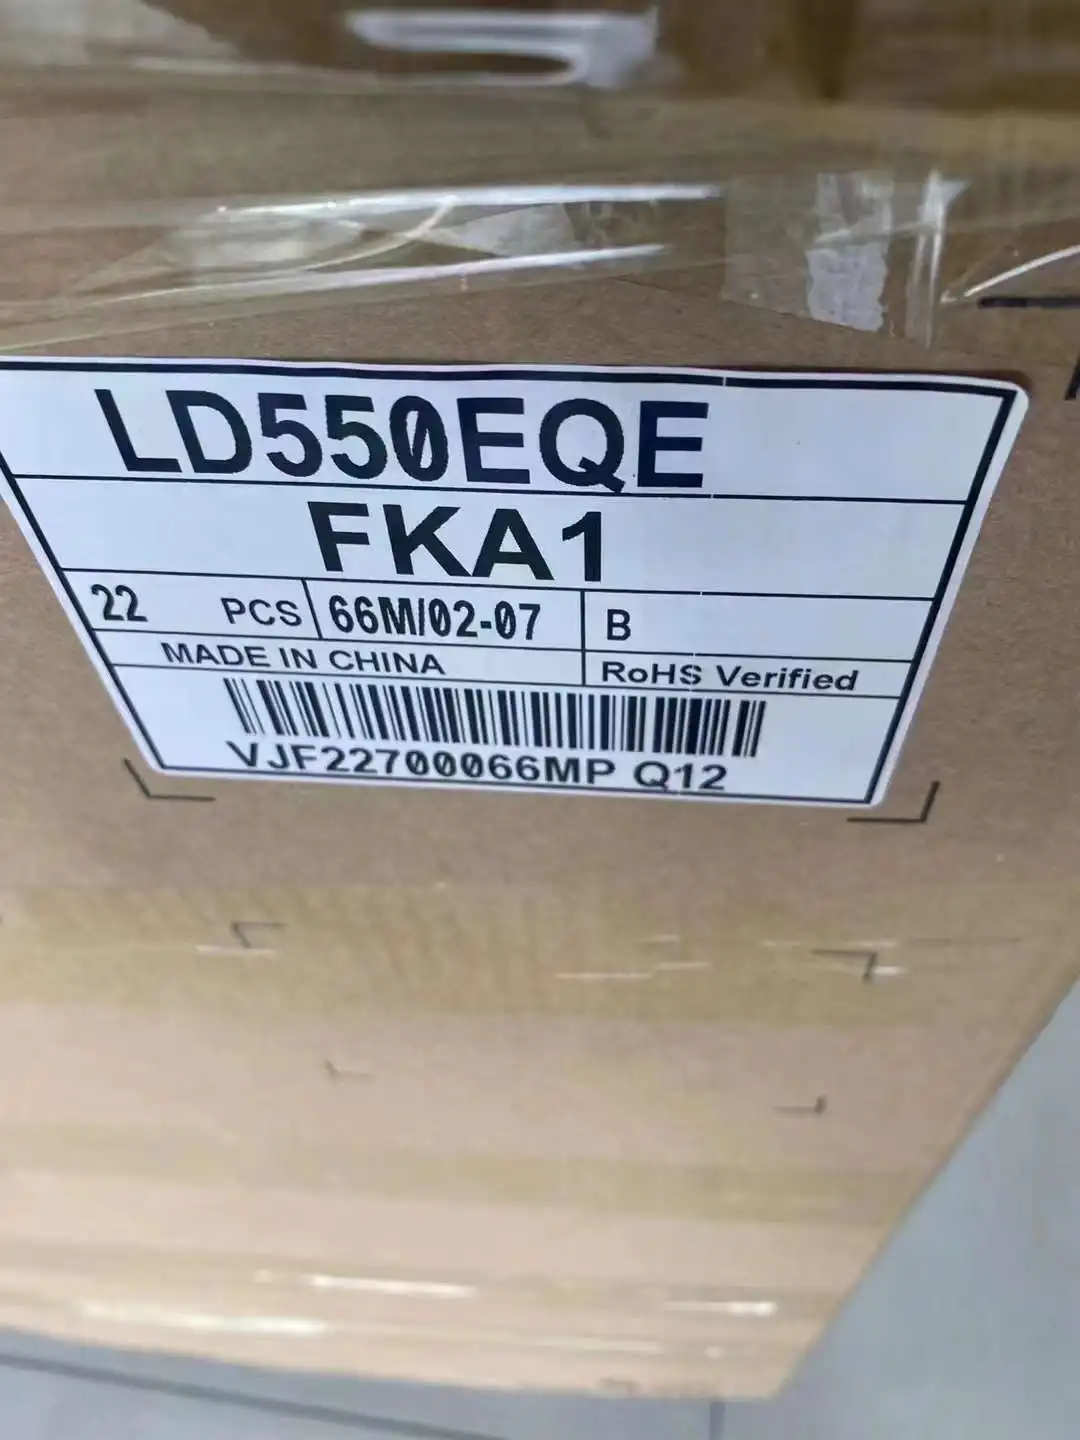 LD550EQE
FKA1
22 PCS 66M/02-07 B
MADE IN CHINA RoHS Verified
VJF22700066MP Q12